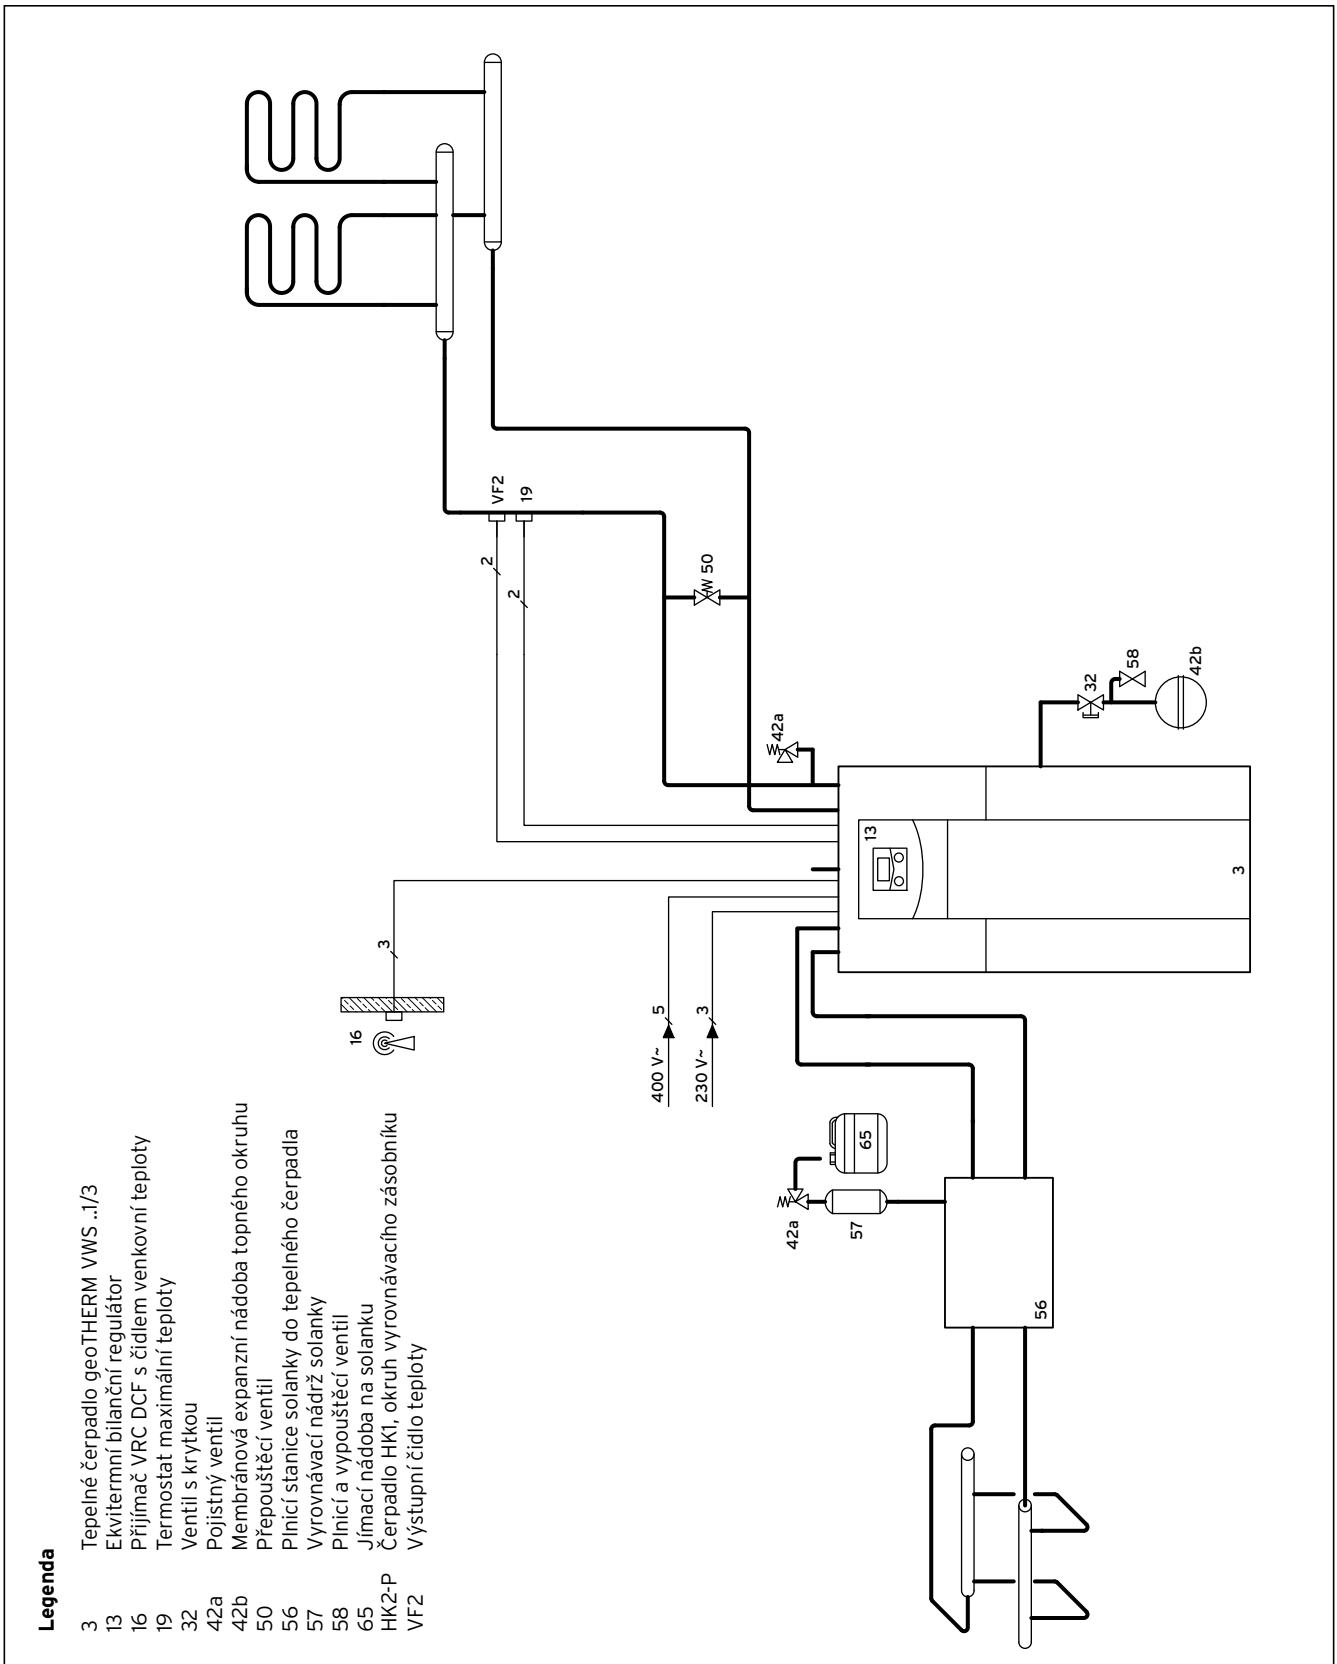 Legenda
3 Tepelné čerpadlo geoTHERM VWS ..1/3
13 Ekvitermní bilanční regulátor
16 Přijímač VRC DCF s čidlem venkovní teploty
19 Termostat maximální teploty
32 Ventil s krytkou
42a Pojistný ventil
42b Membránová expanzní nádoba topného okruhu
50 Přepouštěcí ventil
56 Plnicí stanice solanky do tepelného čerpadla
57 Vyrovnávací nádrž solanky
58 Plnicí a vypouštěcí ventil
65 Jímací nádoba na solanku
HK2-P Čerpadlo HK1, okruh vyrovnávacího zásobníku
VF2 Výstupní čidlo teploty
16
3
VF2
19
2
2
50
400 V~ 5
230 V~ 3
42a
42a
65
57
13
3
32
58
42b
56